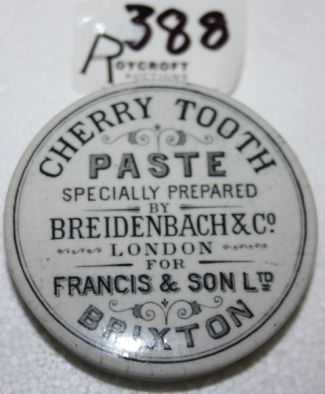 388
ROYCROFT
AUCTIONS
CHERRY TOOTH
PASTE
SPECIALLY PREPARED
BY
BREIDENBACH & Co.
LONDON
FOR
FRANCIS & SON LTD
BRIXTON